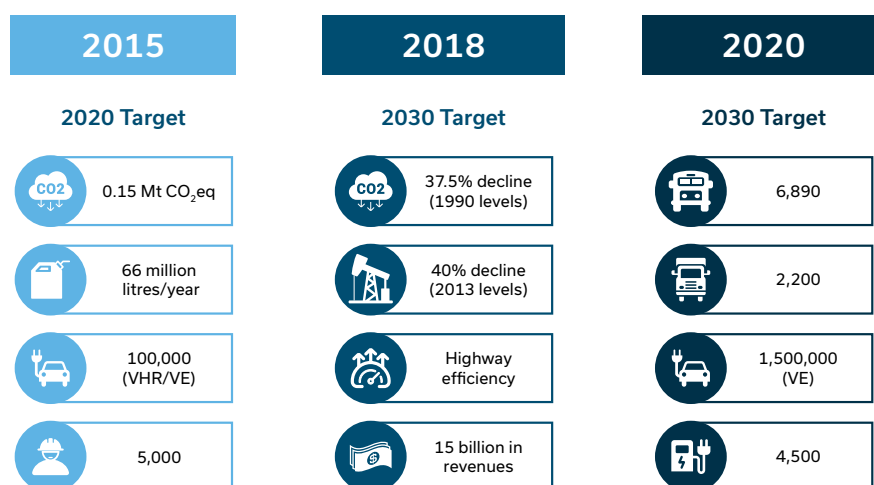 2015
2020 Target
CO2
0.15 Mt CO₂eq
66 million
litres/year
100,000
(VHR/VE)
5,000
2018
2030 Target
CO2
37.5% decline
(1990 levels)
40% decline
(2013 levels)
Highway
efficiency
$
15 billion in
revenues
2020
2030 Target
6,890
2,200
1,500,000
(VE)
4,500